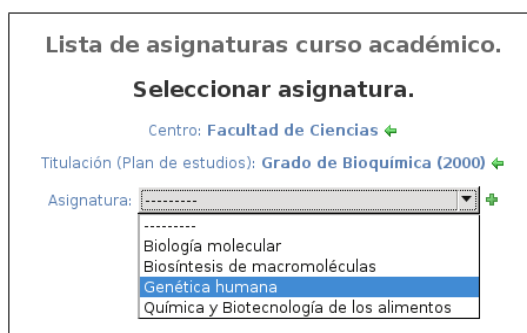 Lista de asignaturas curso académico.
Seleccionar asignatura.
Centro: Facultad de Ciencias
Titulación (Plan de estudios): Grado de Bioquímica (2000)
Asignatura: ---------
---------
Biología molecular
Biosíntesis de macromoléculas
Genética humana
Química y Biotecnología de los alimentos